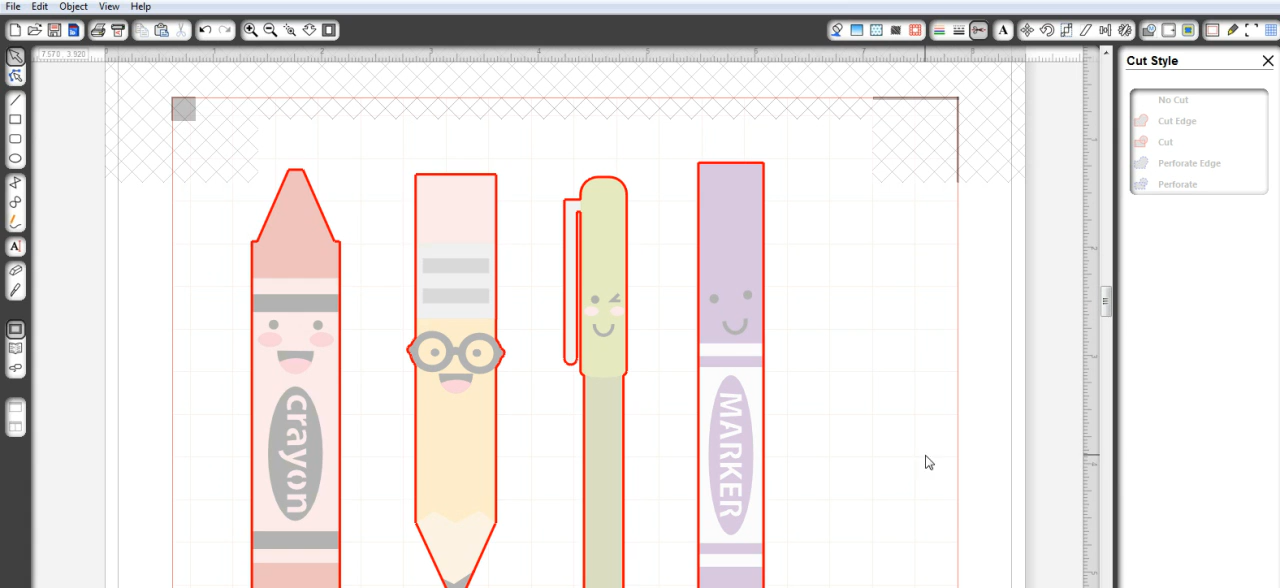 File Edit Object View Help
7.570 3.920
Cut Style
No Cut
Cut Edge
Cut
Perforate Edge
Perforate
crayon
MARKER